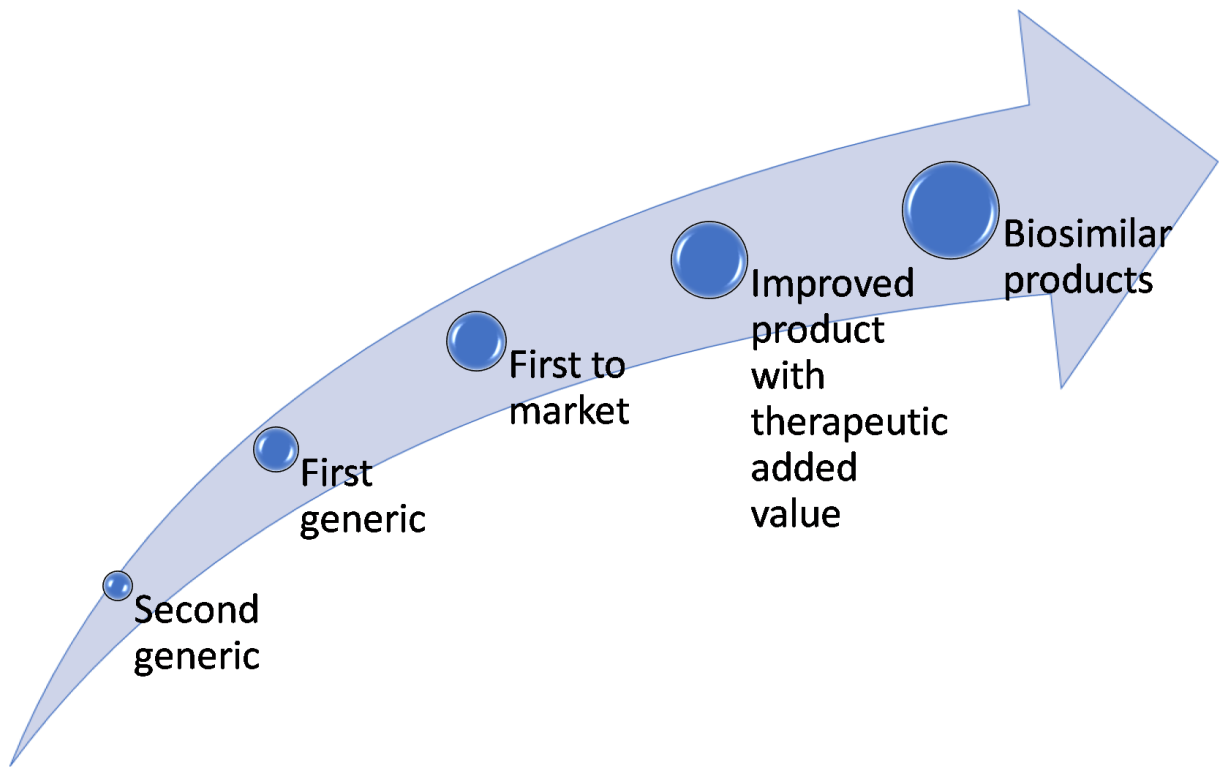 Second
generic
First
generic
First to
market
Improved
product
with
therapeutic
added
value
Biosimilar
products